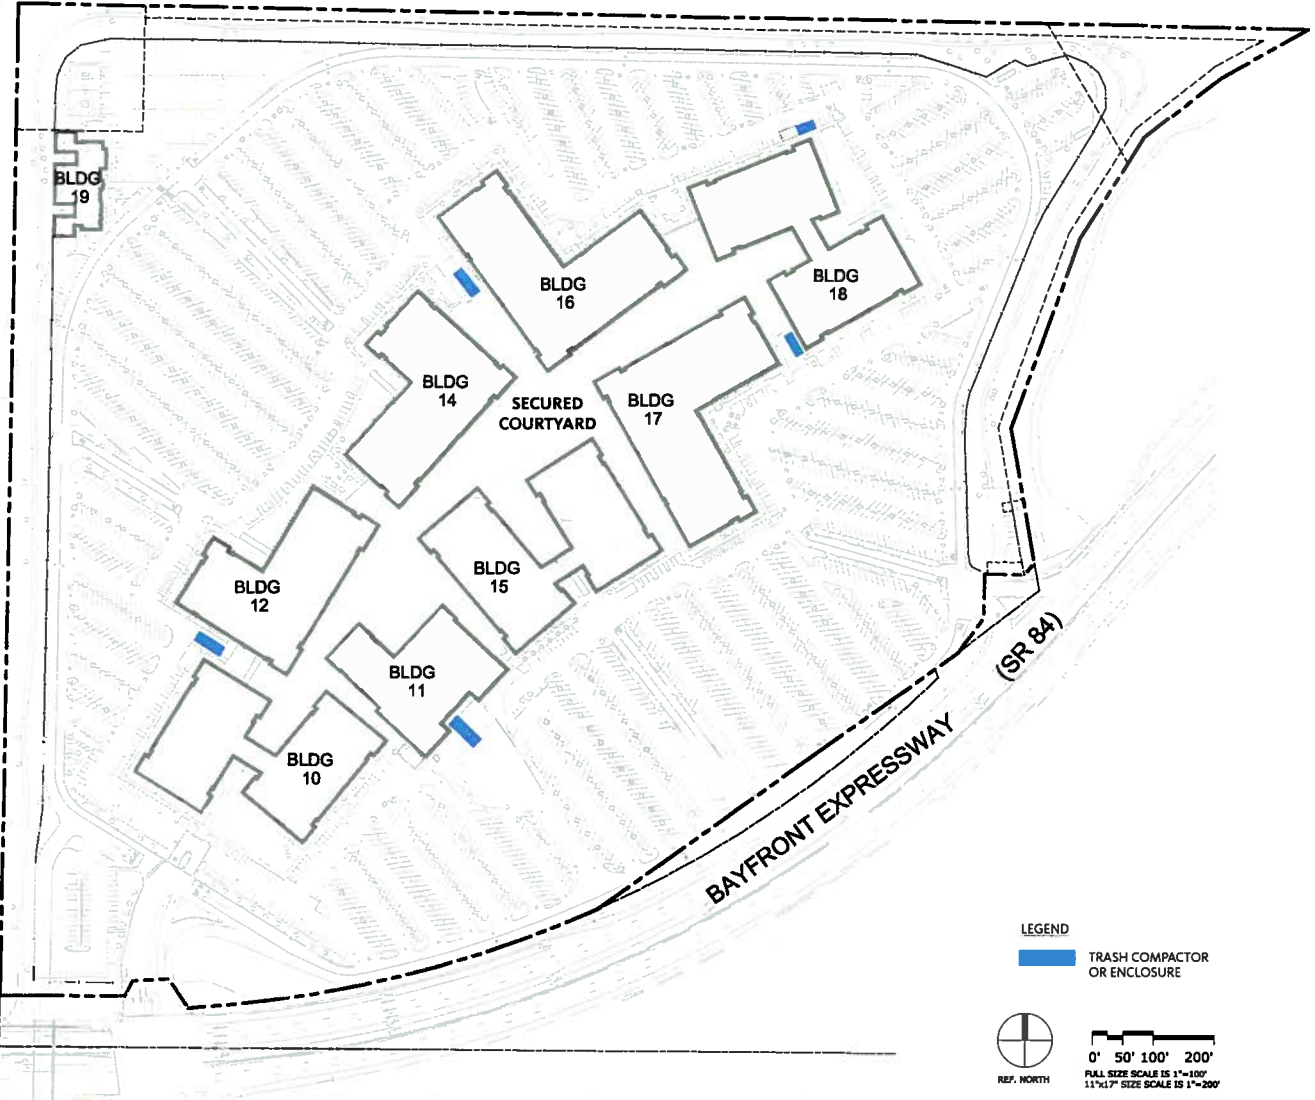 BLDG
19
BLDG
16
BLDG
18
BLDG
14
BLDG
17
SECURED
COURTYARD
BLDG
15
BLDG
12
BLDG
11
BLDG
10
(SR 84)
BAYFRONT EXPRESSWAY
LEGEND
TRASH COMPACTOR
OR ENCLOSURE
REF. NORTH
0' 50' 100' 200'
FULL SIZE SCALE IS 1"=100'
11"x17" SIZE SCALE IS 1"=200'